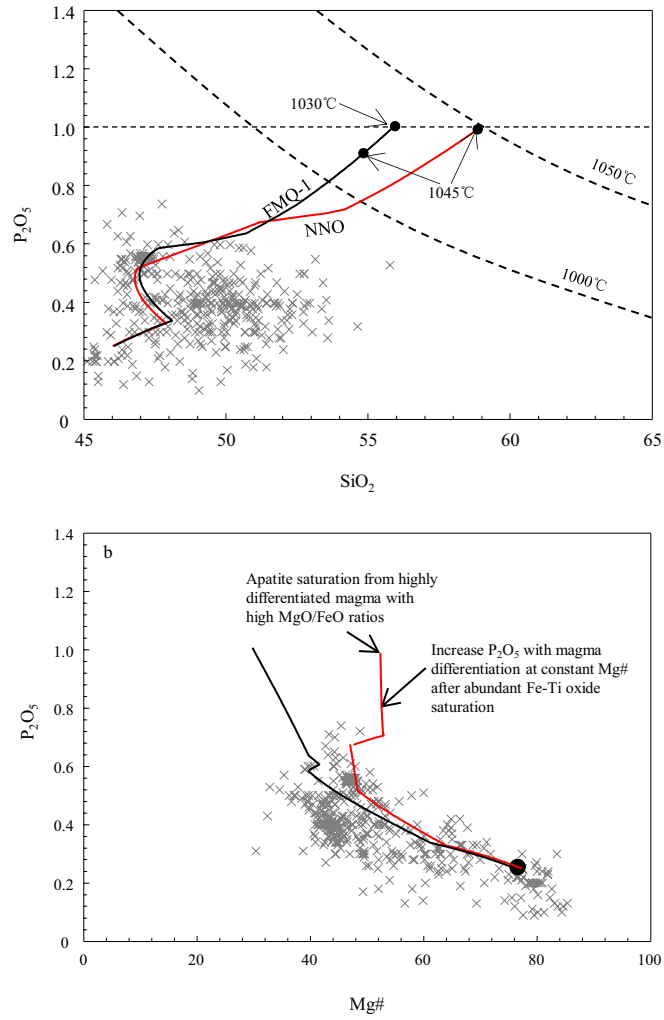 1.4
1.2
1.0
0.8
0.6
0.4
0.2
0
P₂O₅
1030℃
1045℃
FMQ-1
NNO
1050℃
1000℃
45
50
55
60
65
SiO₂
b
1.4
1.2
1.0
0.8
0.6
0.4
0.2
0
P₂O₅
Apatite saturation from highly
differentiated magma with
high MgO/FeO ratios
Increase P₂O₅ with magma
differentiation at constant Mg#
after abundant Fe-Ti oxide
saturation
0
20
40
60
80
100
Mg#